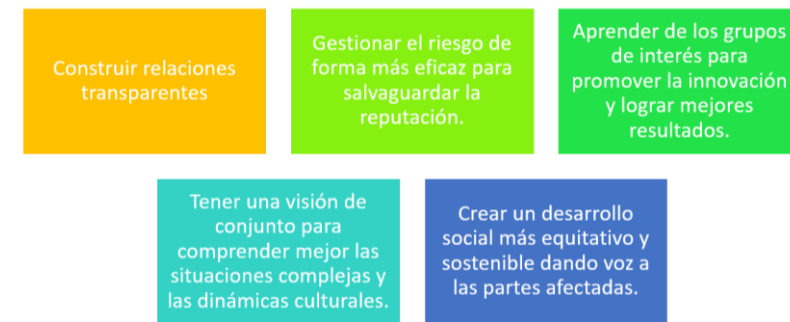 Construir relaciones
transparentes
Gestionar el riesgo de
forma más eficaz para
salvaguardar la
reputación.
Aprender de los grupos
de interés para
promover la innovación
y lograr mejores
resultados.
Tener una visión de
conjunto para
comprender mejor las
situaciones complejas y
las dinámicas culturales.
Crear un desarrollo
social más equitativo y
sostenible dando voz a
las partes afectadas.